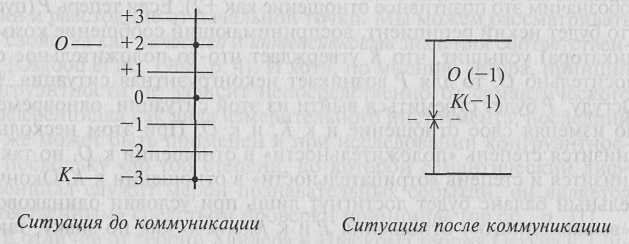 +3
O +2
+1
0
−1
−2
K −3
O (−1)
K(−1)
Ситуация до коммуникации
Ситуация после коммуникации